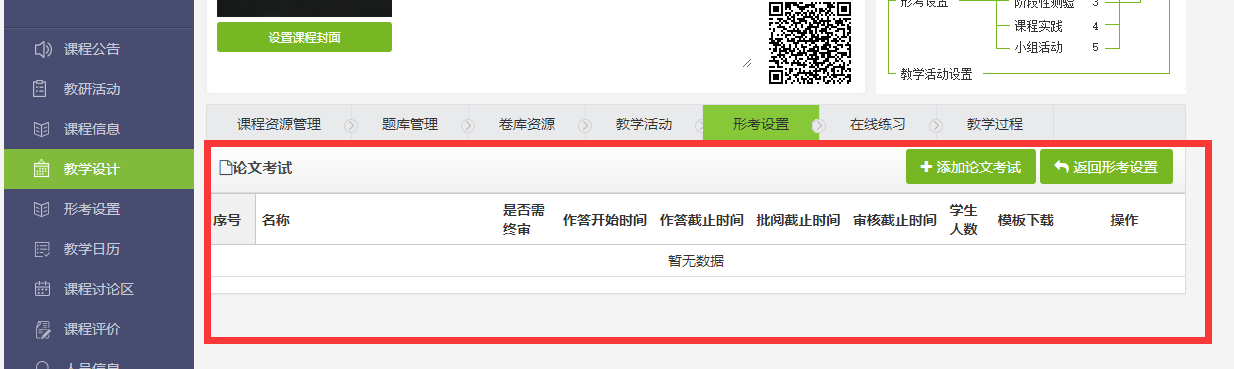 设置课程封面
形考设置
阶段性测验 3
课程实践 4
小组活动 5
教学活动设置
课程公告
教研活动
课程信息
教学设计
形考设置
教学日历
课程讨论区
课程评价
人员信息
课程资源管理 题库管理 卷库资源 教学活动 形考设置 在线练习 教学过程
论文考试 添加论文考试 返回形考设置
序号 名称 是否需终审 作答开始时间 作答截止时间 批阅截止时间 审核截止时间 学生人数 模板下载 操作
暂无数据